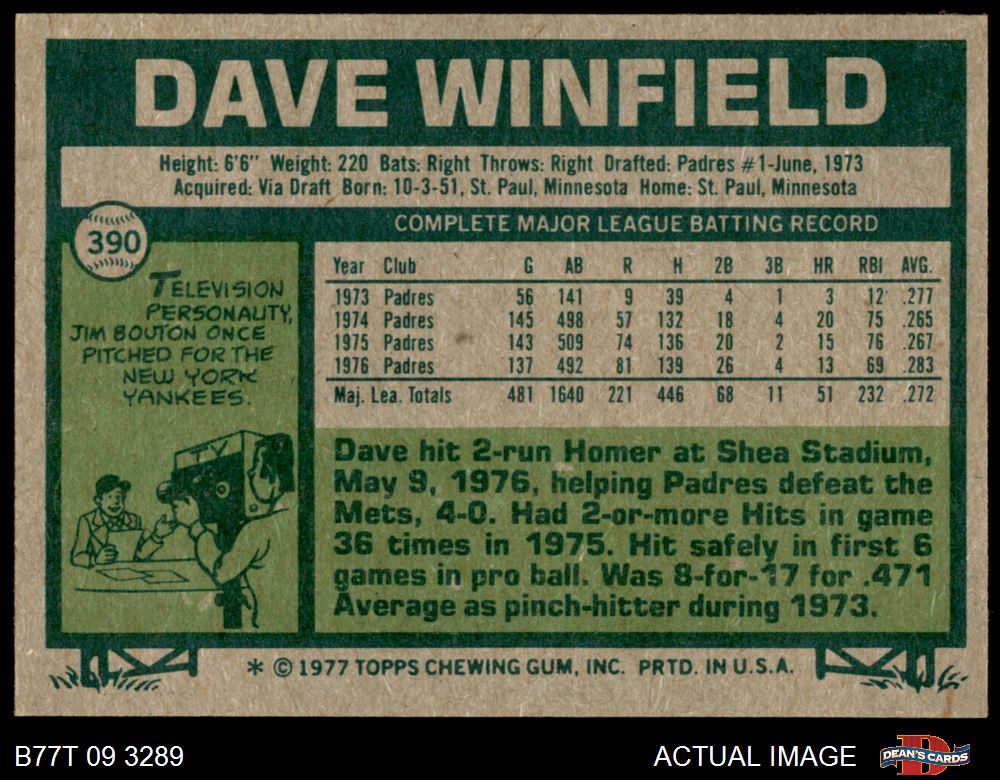 DAVE WINFIELD
Height: 6'6" Weight: 220 Bats: Right Throws: Right Drafted: Padres #1-June, 1973
Acquired: Via Draft Born: 10-3-51, St. Paul, Minnesota Home: St. Paul, Minnesota
390
TELEVISION
PERSONALITY,
JIM BOUTON ONCE
PITCHED FOR THE
NEW YORK
YANKEES.
TV
COMPLETE MAJOR LEAGUE BATTING RECORD
Year Club G AB R H 2B 3B HR RBI AVG.
1973 Padres 56 141 9 39 4 1 3 12 .277
1974 Padres 145 498 57 132 18 4 20 75 .265
1975 Padres 143 509 74 136 20 2 15 76 .267
1976 Padres 137 492 81 139 26 4 13 69 .283
Maj. Lea. Totals 481 1640 221 446 68 11 51 232 .272
Dave hit 2-run Homer at Shea Stadium,
May 9, 1976, helping Padres defeat the
Mets, 4-0. Had 2-or-more Hits in game
36 times in 1975. Hit safely in first 6
games in pro ball. Was 8-for-17 for .471
Average as pinch-hitter during 1973.
* © 1977 TOPPS CHEWING GUM, INC. PRTD. IN U.S.A.
B77T 09 3289
ACTUAL IMAGE
DEAN'S CARDS